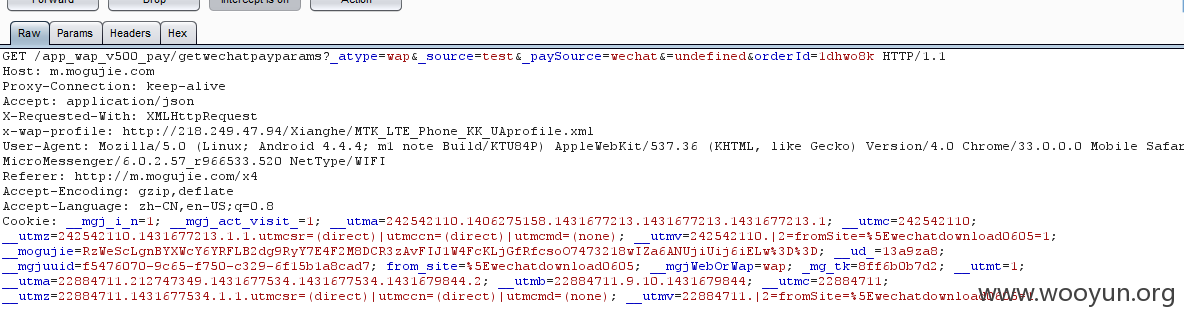 Forward Drop Intercept is on Action
Raw Params Headers Hex
GET /app_wap_v500_pay/getwechatpayparams?_atype=wap&_source=test&_paySource=wechat&=undefined&orderId=1dhwo8k HTTP/1.1
Host: m.mogujie.com
Proxy-Connection: keep-alive
Accept: application/json
X-Requested-With: XMLHttpRequest
x-wap-profile: http://218.249.47.94/Xianghe/MTK_LTE_Phone_KK_UAprofile.xml
User-Agent: Mozilla/5.0 (Linux; Android 4.4.4; m1 note Build/KTU84P) AppleWebKit/537.36 (KHTML, like Gecko) Version/4.0 Chrome/33.0.0.0 Mobile Safar
MicroMessenger/6.0.2.57_r966533.520 NetType/WIFI
Referer: http://m.mogujie.com/x4
Accept-Encoding: gzip,deflate
Accept-Language: zh-CN,en-US;q=0.8
Cookie: __mgj_i_n=1; __mgj_act_visit_=1; __utma=242542110.1406275158.1431677213.1431677213.1431677213.1; __utmc=242542110;
__utmz=242542110.1431677213.1.1.utmcsr=(direct)|utmccn=(direct)|utmcmd=(none); __utmv=242542110.|2=fromSite=%5Ewechatdownload0605=1;
__mogujie=RzWeScLgnBYXWcY6YRFLB2dg9RyY7E4F2M8DCR3zAvFIJ1W4FcKLjGfRfcsoO7473218wIZa6ANUjiUij6iELw%3D%3D; __ud_=13a9za8;
__mgjuuid=f5476070-9c65-f750-c329-6f15b1a8cad7; from_site=%5Ewechatdownload0605; __mgjWebOrWap=wap; _mg_tk=8ff6b0b7d2; __utmt=1;
__utma=22884711.212747349.1431677534.1431677534.1431679844.2; __utmb=22884711.9.10.1431679844; __utmc=22884711;
__utmz=22884711.1431677534.1.1.utmcsr=(direct)|utmccn=(direct)|utmcmd=(none); __utmv=22884711.|2=fromSite=%5Ewechatdownload0605=1
www.wooyun.org